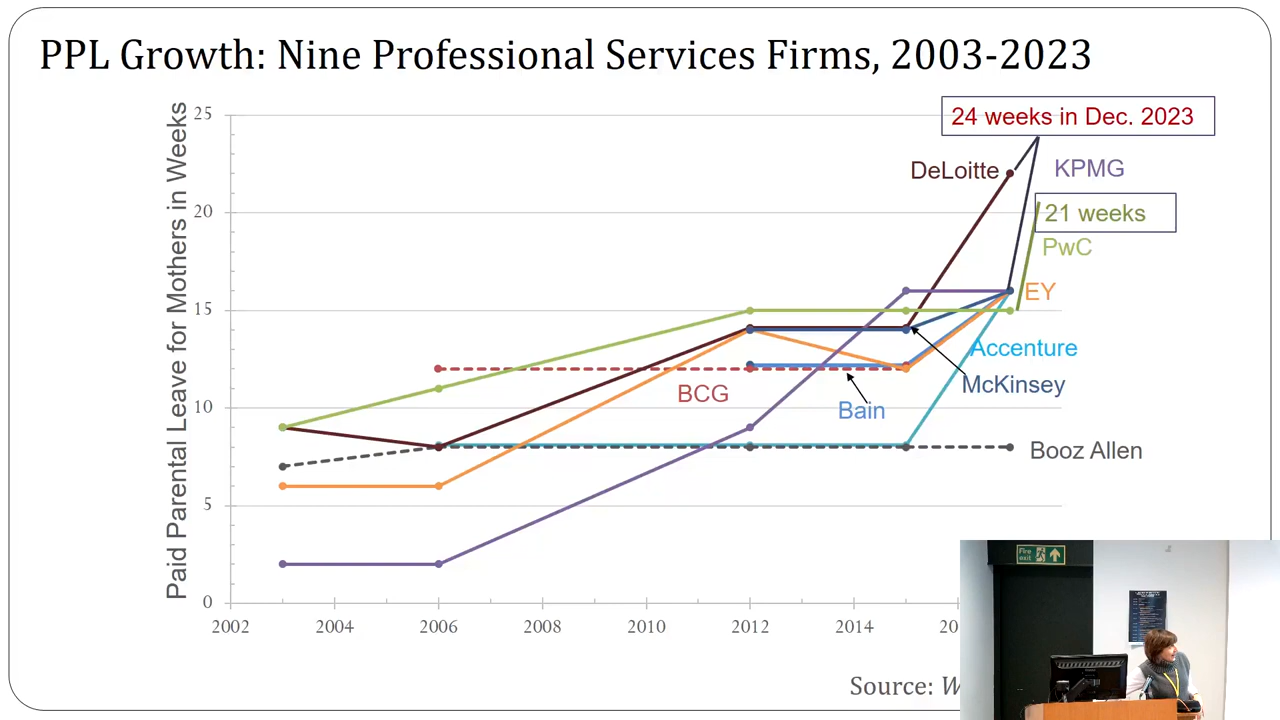 PPL Growth: Nine Professional Services Firms, 2003-2023
Paid Parental Leave for Mothers in Weeks
25
20
15
10
5
0
24 weeks in Dec. 2023
DeLoitte
KPMG
21 weeks
PwC
EY
Accenture
McKinsey
BCG
Bain
Booz Allen
2002 2004 2006 2008 2010 2012 2014
Source:
Fire
exit